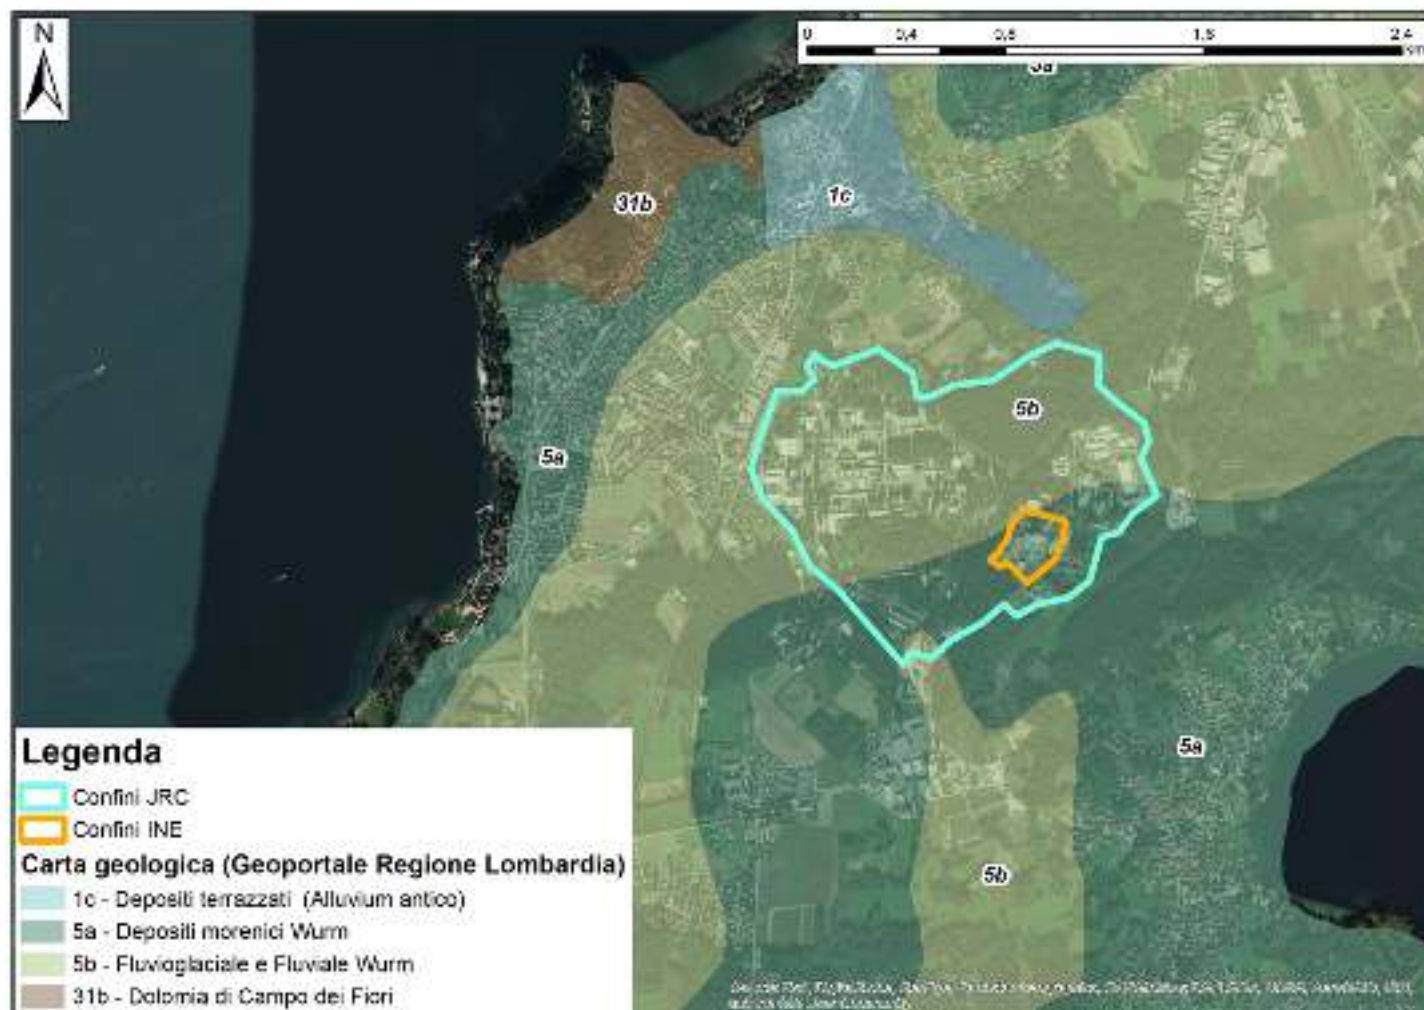 N
0 0,4 0,8 1,6 2,4
km
5a
31b
1c
5b
5a
5a
5b
Legenda
Confini JRC
Confini INE
Carta geologica (Geoportale Regione Lombardia)
1c - Depositi terrazzati (Alluvium antico)
5a - Depositi morenici Wurm
5b - Fluvioglaciale e Fluviale Wurm
31b - Dolomia di Campo dei Fiori